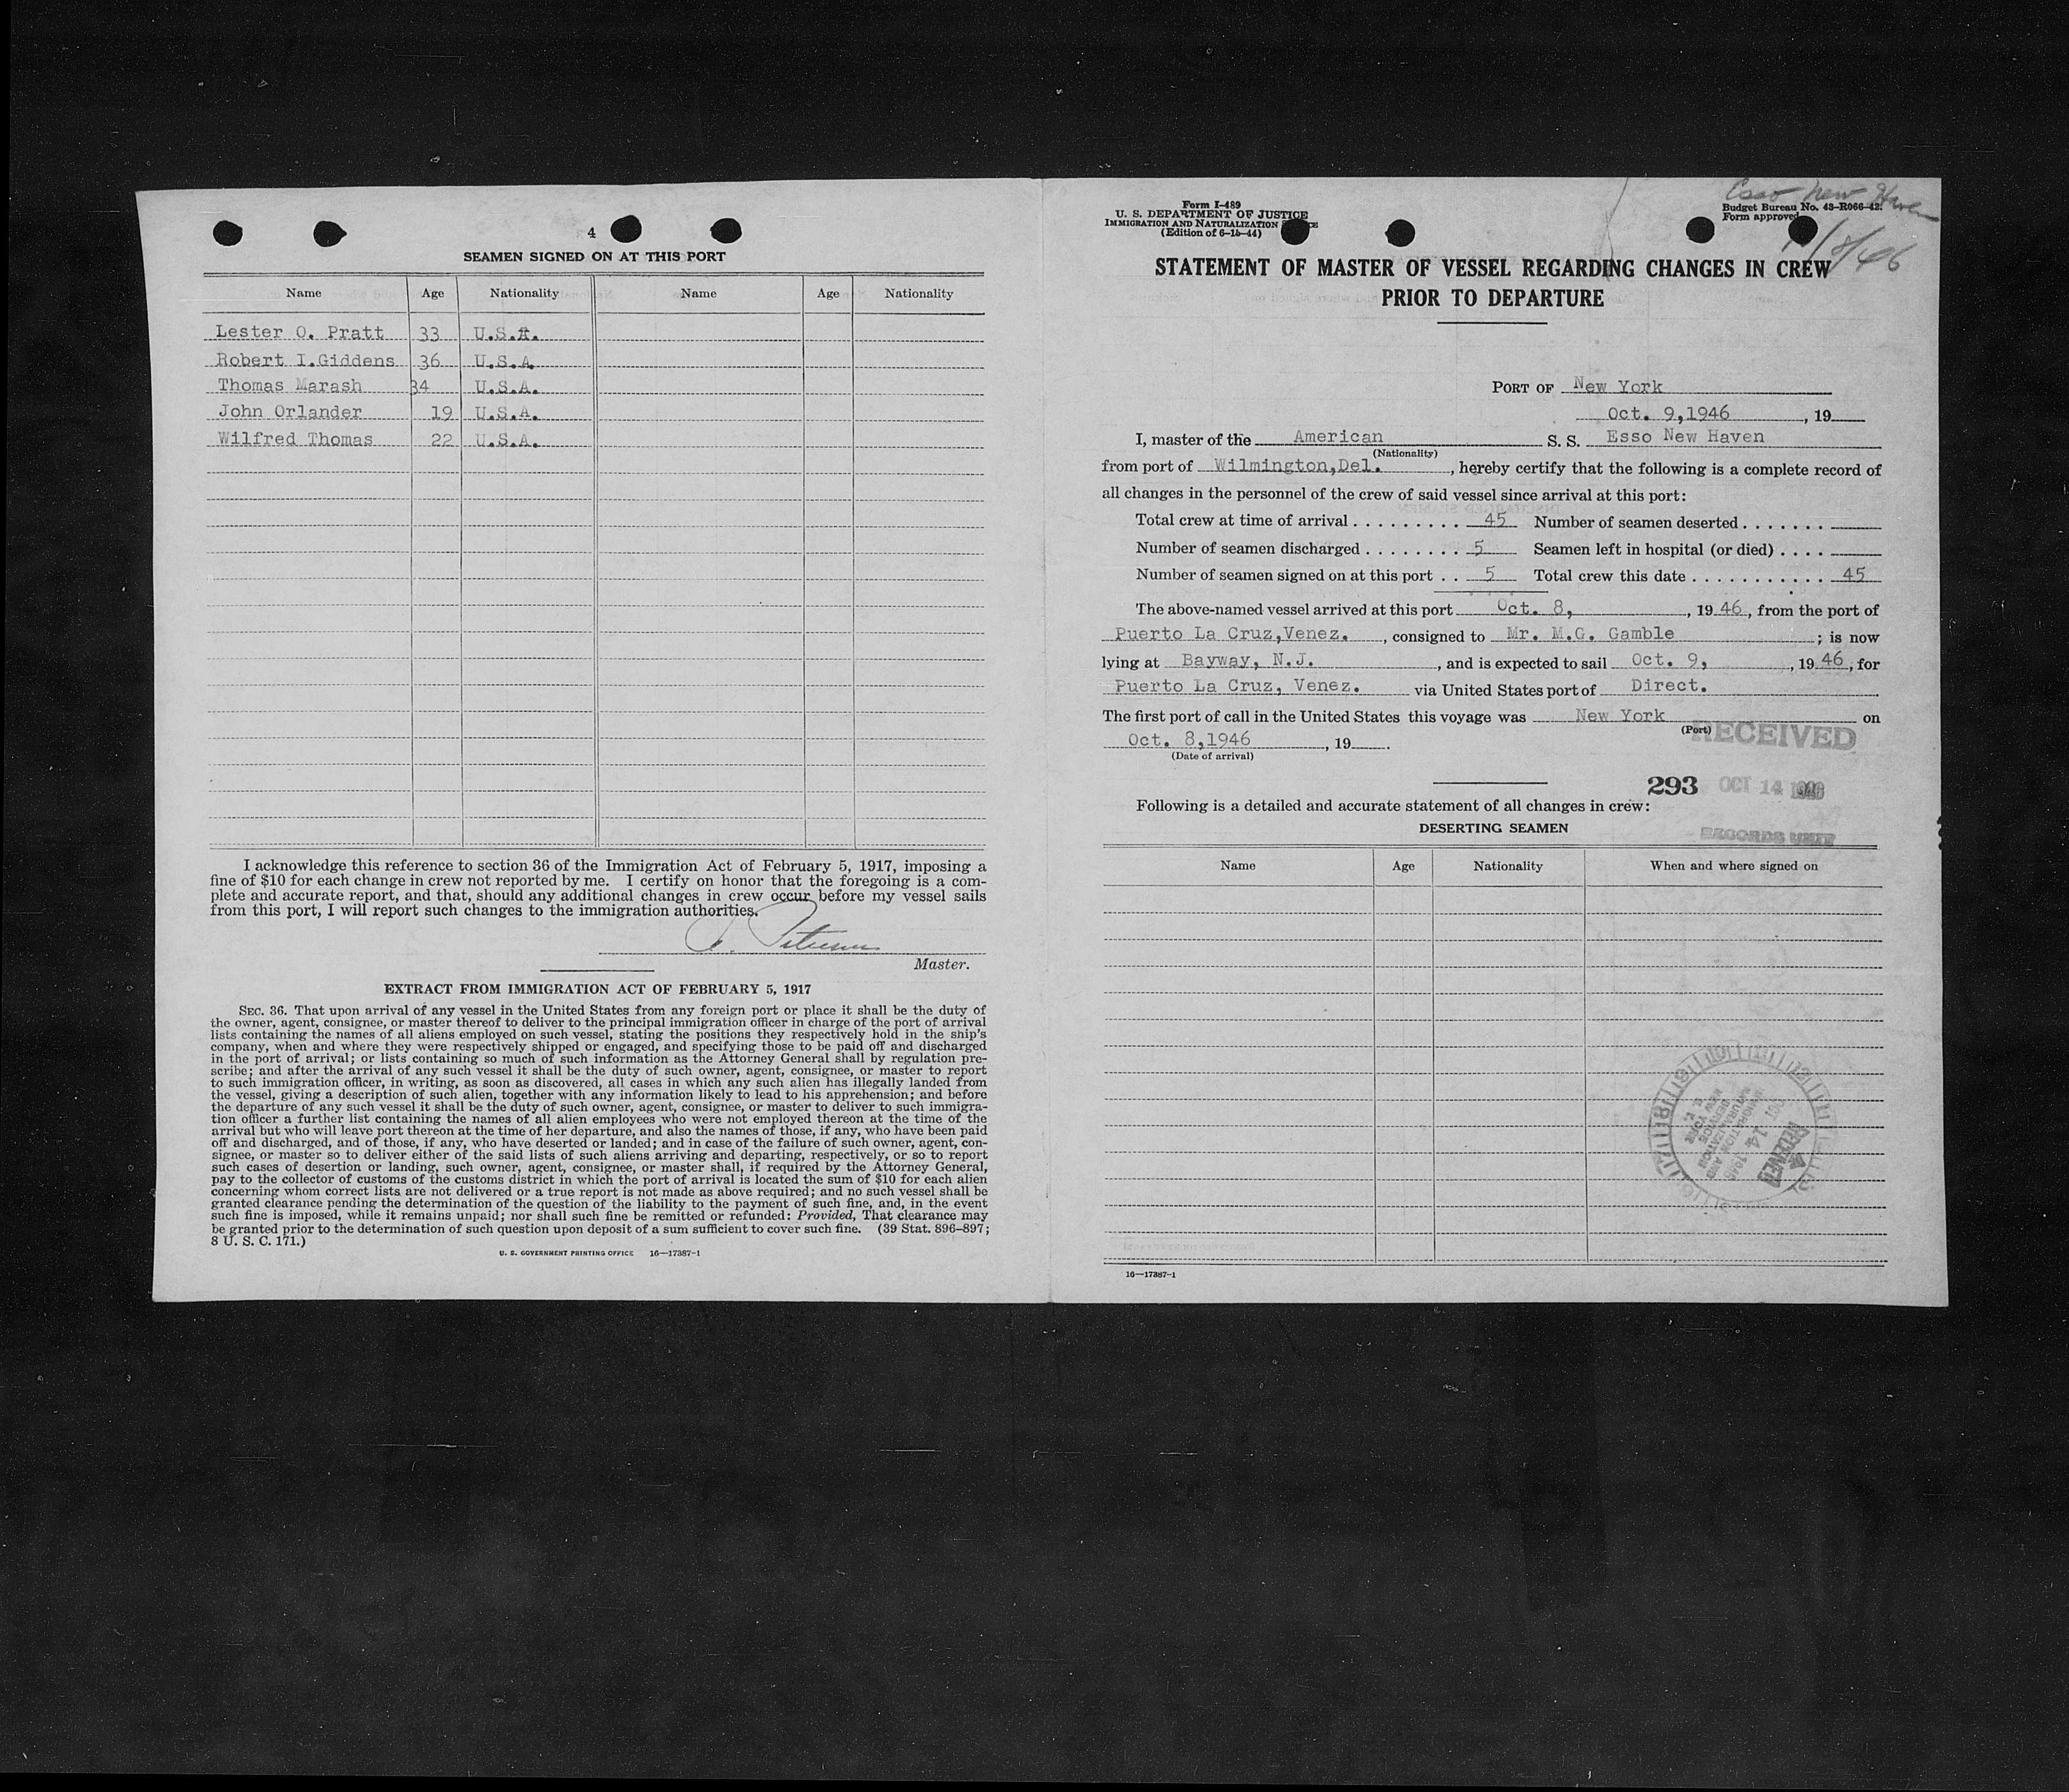 4
SEAMEN SIGNED ON AT THIS PORT
Name Age Nationality Name Age Nationality
Lester O. Pratt 33 U.S.A.
Robert I.Giddens 36 U.S.A.
Thomas Marash 34 U.S.A.
John Orlander 19 U.S.A.
Wilfred Thomas 22 U.S.A.
I acknowledge this reference to section 36 of the Immigration Act of February 5, 1917, imposing a
fine of $10 for each change in crew not reported by me. I certify on honor that the foregoing is a com-
plete and accurate report, and that, should any additional changes in crew occur before my vessel sails
from this port, I will report such changes to the immigration authorities.
Master.
EXTRACT FROM IMMIGRATION ACT OF FEBRUARY 5, 1917
SEC. 36. That upon arrival of any vessel in the United States from any foreign port or place it shall be the duty of
the owner, agent, consignee, or master thereof to deliver to the principal immigration officer in charge of the port of arrival
lists containing the names of all aliens employed on such vessel, stating the positions they respectively hold in the ship's
company, when and where they were respectively shipped or engaged, and specifying those to be paid off and discharged
in the port of arrival; or lists containing so much of such information as the Attorney General shall by regulation pre-
scribe; and after the arrival of any such vessel it shall be the duty of such owner, agent, consignee, or master to report
to such immigration officer, in writing, as soon as discovered, all cases in which any such alien has illegally landed from
the vessel, giving a description of such alien, together with any information likely to lead to his apprehension; and before
the departure of any such vessel it shall be the duty of such owner, agent, consignee, or master to deliver to such immigra-
tion officer a further list containing the names of all alien employees who were not employed thereon at the time of the
arrival but who will leave port thereon at the time of her departure, and also the names of those, if any, who have been paid
off and discharged, and of those, if any, who have deserted or landed; and in case of the failure of such owner, agent, con-
signee, or master so to deliver either of the said lists of such aliens arriving and departing, respectively, or so to report
such cases of desertion or landing, such owner, agent, consignee, or master shall, if required by the Attorney General,
pay to the collector of customs of the customs district in which the port of arrival is located the sum of $10 for each alien
concerning whom correct lists are not delivered or a true report is not made as above required; and no such vessel shall be
granted clearance pending the determination of the question of the liability to the payment of such fine, and, in the event
such fine is imposed, while it remains unpaid; nor shall such fine be remitted or refunded: Provided, That clearance may
be granted prior to the determination of such question upon deposit of a sum sufficient to cover such fine. (39 Stat. 896–897;
8 U. S. C. 171.)
U. S. GOVERNMENT PRINTING OFFICE 16—17387-1
Esso New Haven
Form I-489
U. S. DEPARTMENT OF JUSTICE
IMMIGRATION AND NATURALIZATION
(Edition of 6-15-44)
Budget Bureau No. 43-R066-42.
Form approved
STATEMENT OF MASTER OF VESSEL REGARDING CHANGES IN CREW
PRIOR TO DEPARTURE
PORT OF New York
Oct. 9,1946, 19
I, master of the American S. S. Esso New Haven
(Nationality)
from port of Wilmington,Del., hereby certify that the following is a complete record of
all changes in the personnel of the crew of said vessel since arrival at this port:
Total crew at time of arrival . . . . . . . . . 45 Number of seamen deserted . . . . . . .
Number of seamen discharged . . . . . . . . 5 Seamen left in hospital (or died) . . . .
Number of seamen signed on at this port . . 5 Total crew this date . . . . . . . . . . . 45
The above-named vessel arrived at this port Oct. 8, , 19 46, from the port of
Puerto La Cruz,Venez. , consigned to Mr. M.G. Gamble ; is now
lying at Bayway, N.J. , and is expected to sail Oct. 9, , 19 46, for
Puerto La Cruz, Venez. via United States port of Direct.
The first port of call in the United States this voyage was New York on
(Port)
Oct. 8,1946 , 19 .
(Date of arrival)
RECEIVED
293 OCT 14 1946
RECORDS UNIT
Following is a detailed and accurate statement of all changes in crew:
DESERTING SEAMEN
Name Age Nationality When and where signed on
RECEIVED
OCT 14 1946
16—17387-1